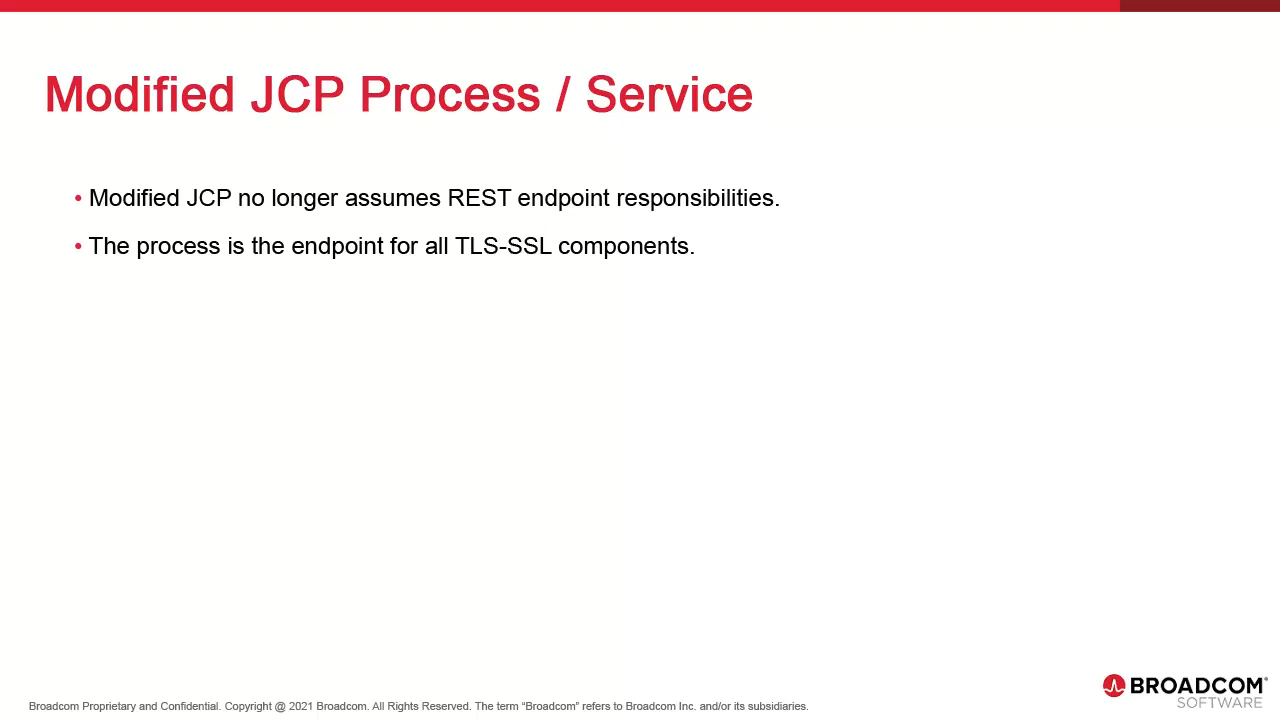 Modified JCP Process / Service
• Modified JCP no longer assumes REST endpoint responsibilities.
• The process is the endpoint for all TLS-SSL components.
BROADCOM®
SOFTWARE
Broadcom Proprietary and Confidential. Copyright @ 2021 Broadcom. All Rights Reserved. The term “Broadcom” refers to Broadcom Inc. and/or its subsidiaries.